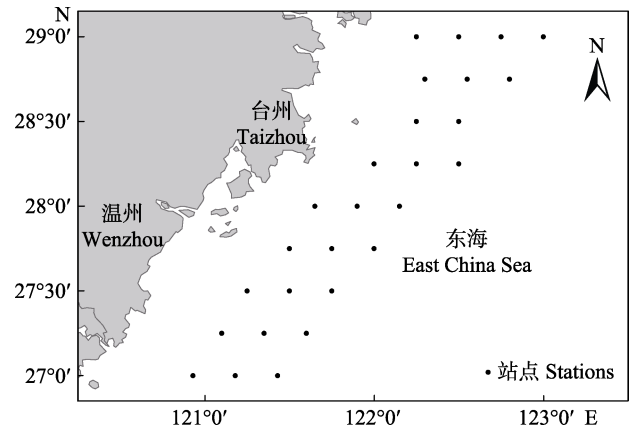 N
29°0′
N
台州
Taizhou
28°30′
28°0′
温州
Wenzhou
东海
East China Sea
27°30′
27°0′
站点 Stations
121°0′
122°0′
123°0′ E